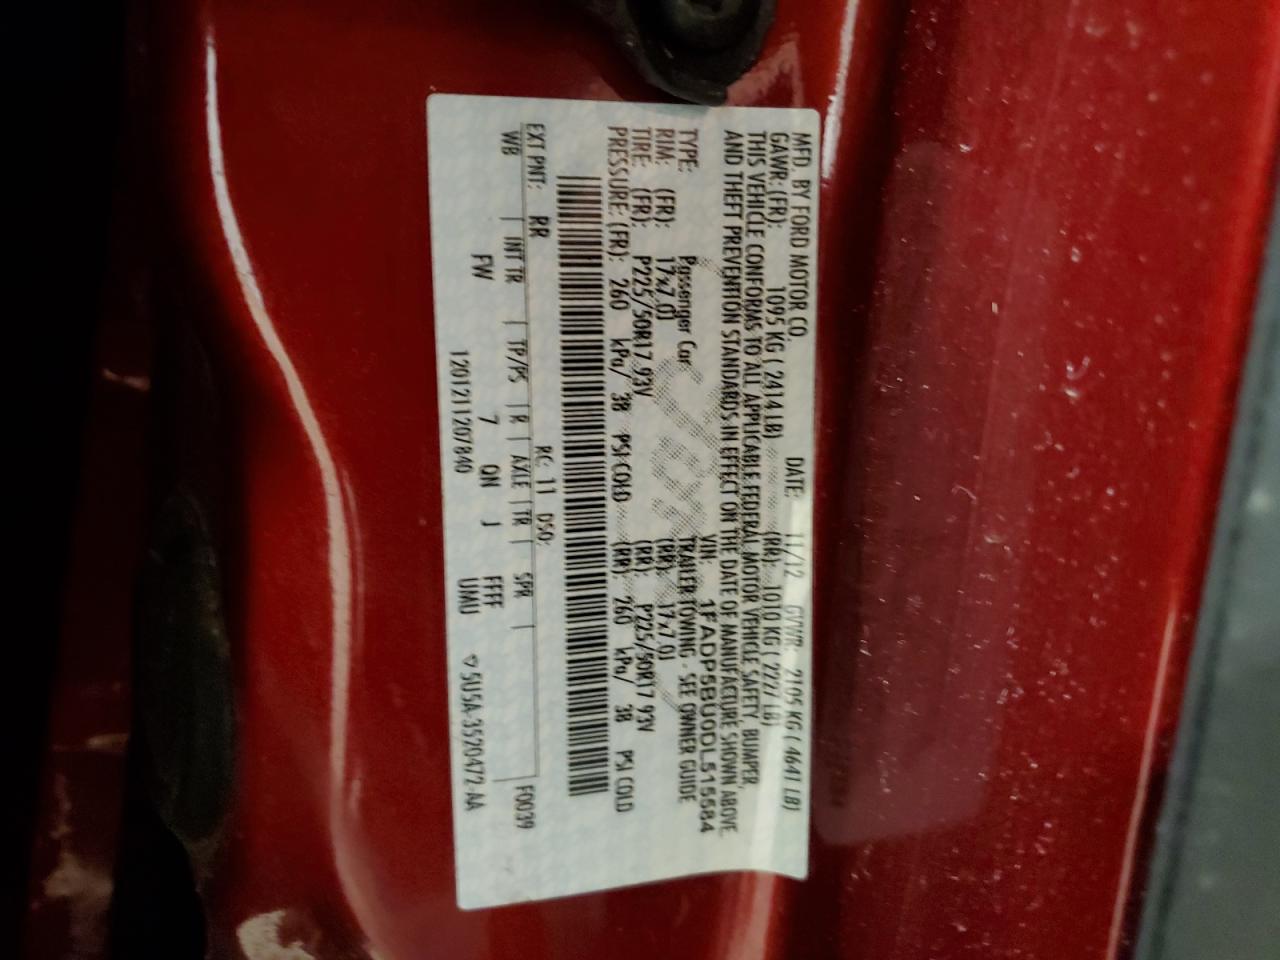 MFD. BY FORD MOTOR CO.
DATE: 11/12 GVWR: 2105 KG ( 4641 LB)
GAWR: (FR): 1095 KG ( 2414 LB) (RR): 1010 KG ( 2227 LB)
THIS VEHICLE CONFORMS TO ALL APPLICABLE FEDERAL MOTOR VEHICLE SAFETY, BUMPER,
AND THEFT PREVENTION STANDARDS IN EFFECT ON THE DATE OF MANUFACTURE SHOWN ABOVE.
VIN: 1FADP5BU0DL515584
TYPE: Passenger Car TRAILER TOWING - SEE OWNER GUIDE
RIM: (FR): 17x7.0J (RR): 17x7.0J
TIRE: (FR): P225/50R17 93V (RR): P225/50R17 93V
PRESSURE: (FR): 260 kPa/ 38 PSI COLD (RR): 260 kPa/ 38 PSI COLD
EXT PNT: RR RC: 11 DSO: F0039
WB | INT TR | TP/PS | R | AXLE | TR | SPR |
FW 7 QN J FFF
120121120784​0 UMU 5U5A-3520472-AA